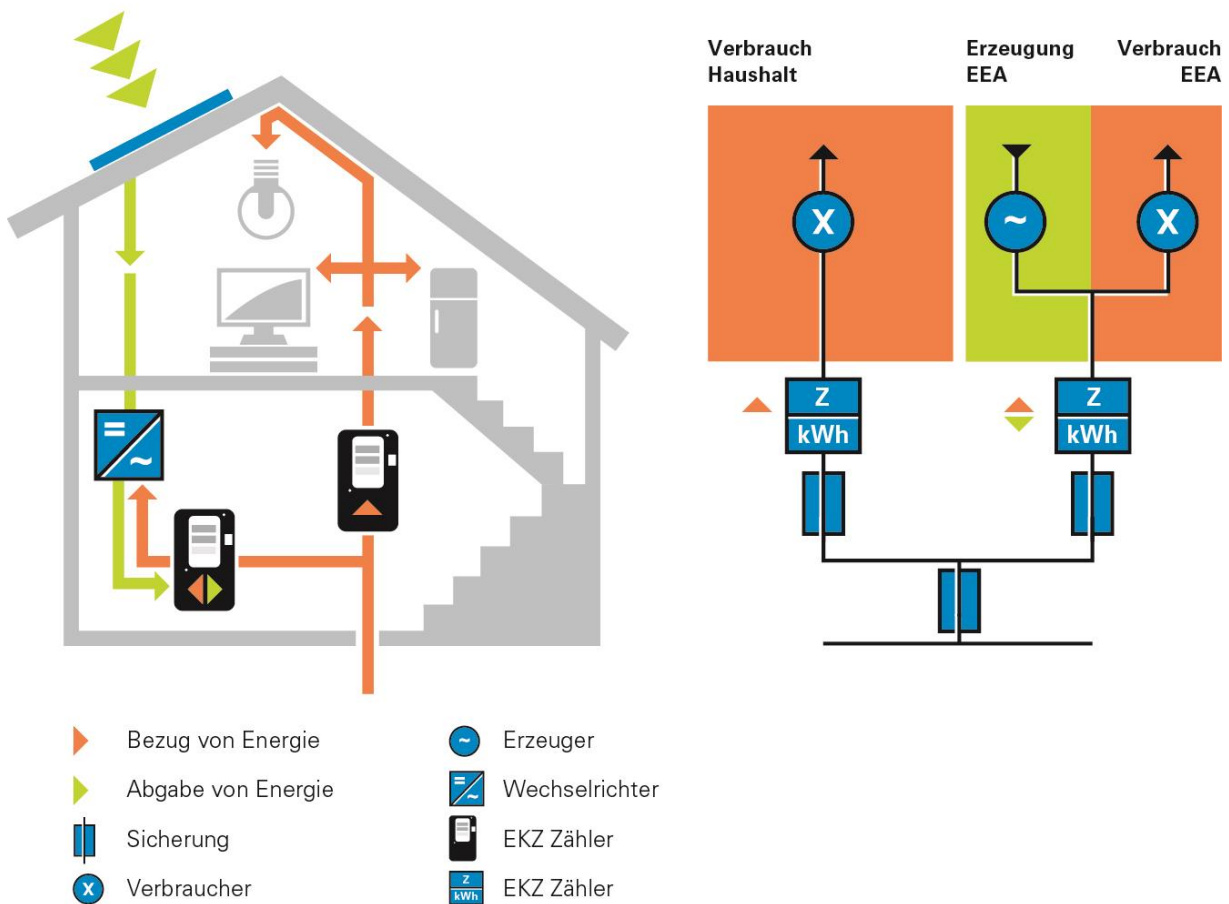 Verbrauch
Haushalt
Erzeugung
EEA
Verbrauch
EEA
X
~
X
Z
kWh
Z
kWh
=
~
Bezug von Energie
Abgabe von Energie
Sicherung
X Verbraucher
~ Erzeuger
= ~ Wechselrichter
EKZ Zähler
Z
kWh
EKZ Zähler